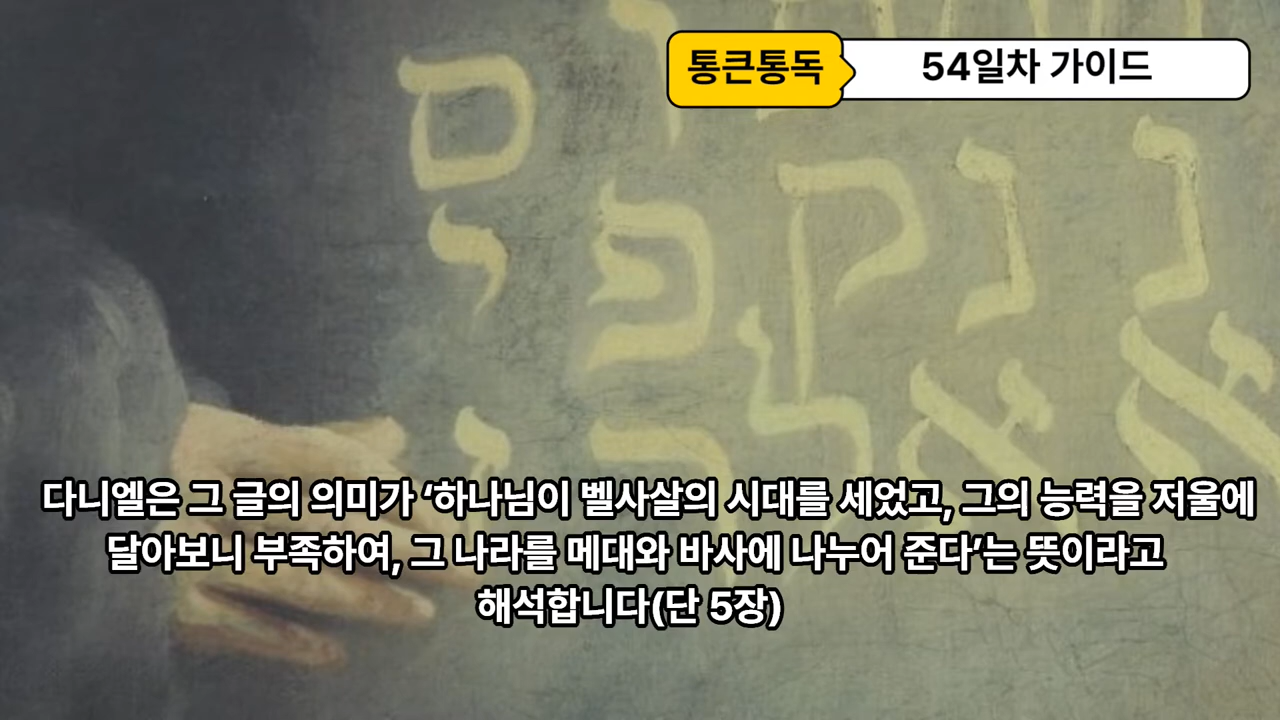 통큰통독
54일차 가이드
ם
י פ ק נ נ
י ר ל א א
다니엘은 그 글의 의미가 ‘하나님이 벨사살의 시대를 세었고, 그의 능력을 저울에
달아보니 부족하여, 그 나라를 메대와 바사에 나누어 준다’는 뜻이라고
해석합니다(단 5장)